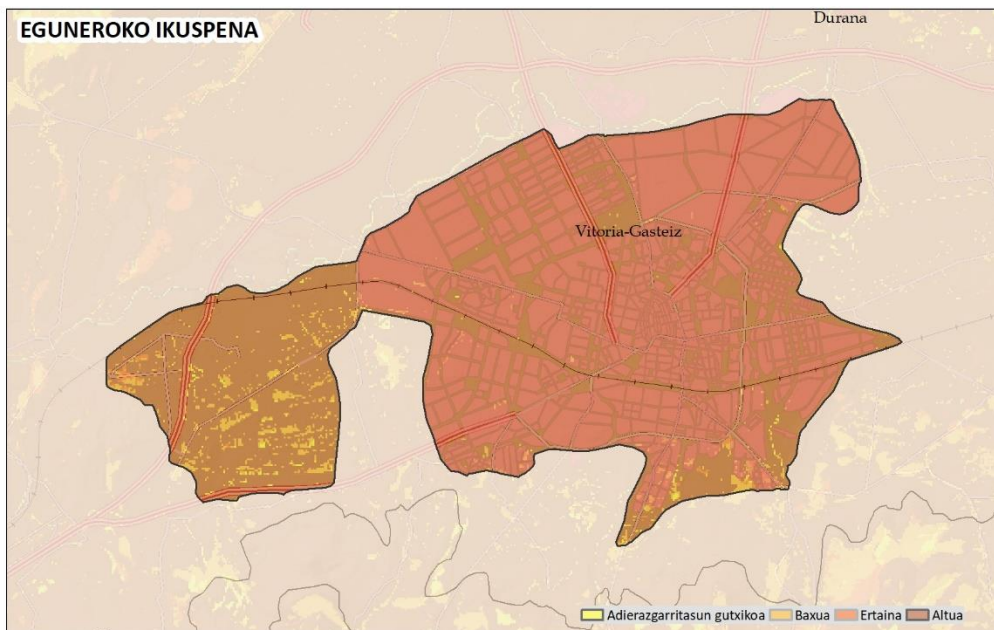 EGUNEROKO IKUSPENA
Durana
Vitoria-Gasteiz
Adierazgarritasun gutxikoa Baxua Ertaina Altua